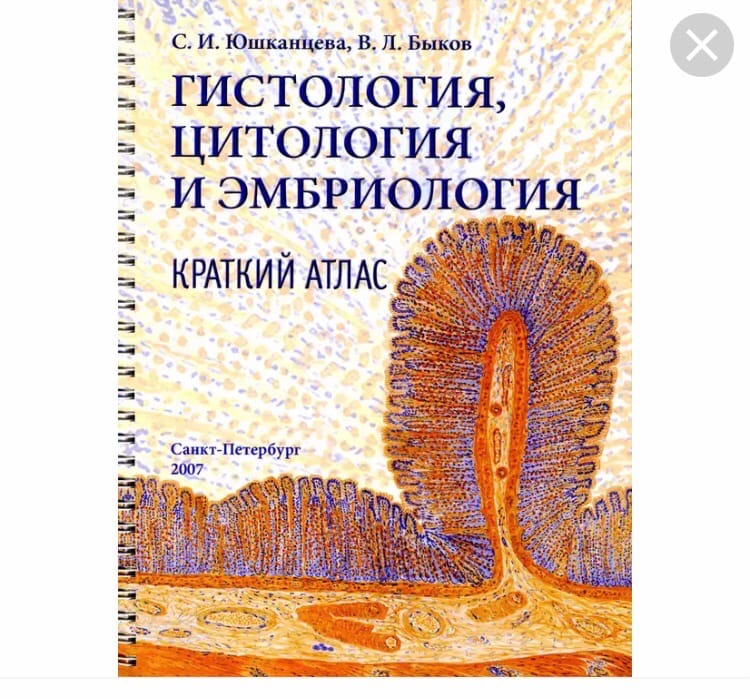 С. И. Юшканцева, В. Л. Быков
ГИСТОЛОГИЯ,
ЦИТОЛОГИЯ
И ЭМБРИОЛОГИЯ
КРАТКИЙ АТЛАС
Санкт-Петербург
2007